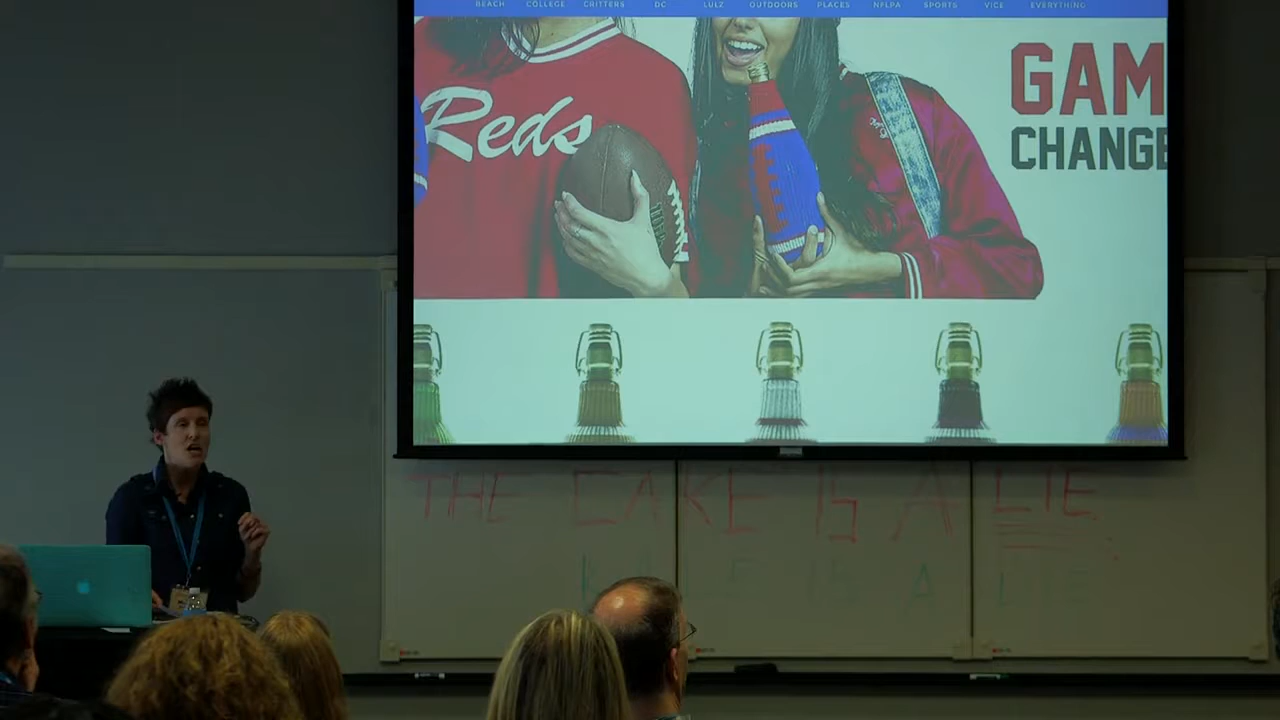 BEACH COLLEGE CRITTERS DC LULZ OUTDOORS PLACES NFLPA SPORTS VICE EVERYTHING
GAM
CHANGE
Reds
THE CAKE IS A LIE